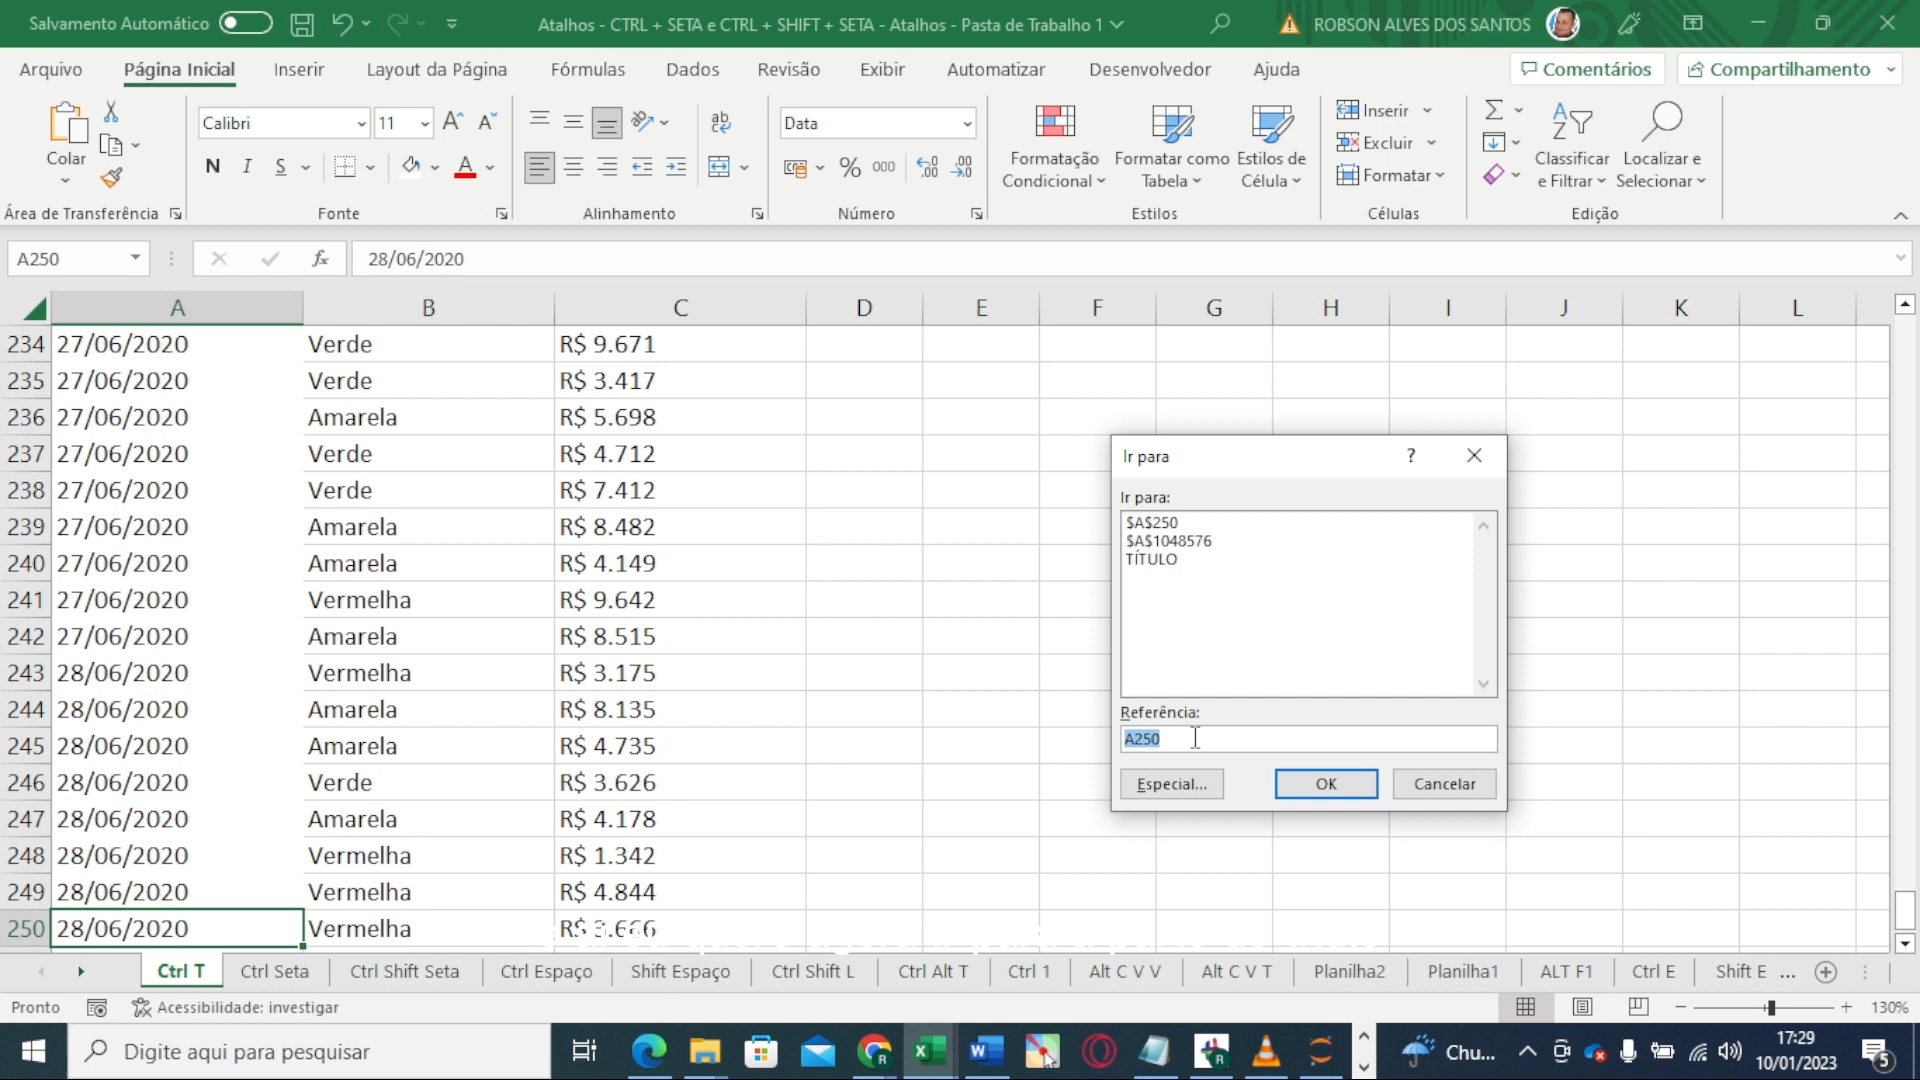 Salvamento Automático
Atalhos - CTRL + SETA e CTRL + SHIFT + SETA - Atalhos - Pasta de Trabalho 1
ROBSON ALVES DOS SANTOS
Arquivo Página Inicial Inserir Layout da Página Fórmulas Dados Revisão Exibir Automatizar Desenvolvedor Ajuda
Comentários Compartilhamento
Colar
Calibri 11
N I S
Data
% 000
Formatação Condicional
Formatar como Tabela
Estilos de Célula
Inserir
Excluir
Formatar
Classificar e Filtrar
Localizar e Selecionar
Área de Transferência Fonte Alinhamento Número Estilos Células Edição
A250 fx 28/06/2020
A B C D E F G H I J K L
234 27/06/2020 Verde R$ 9.671
235 27/06/2020 Verde R$ 3.417
236 27/06/2020 Amarela R$ 5.698
237 27/06/2020 Verde R$ 4.712
238 27/06/2020 Verde R$ 7.412
239 27/06/2020 Amarela R$ 8.482
240 27/06/2020 Amarela R$ 4.149
241 27/06/2020 Vermelha R$ 9.642
242 27/06/2020 Amarela R$ 8.515
243 28/06/2020 Vermelha R$ 3.175
244 28/06/2020 Amarela R$ 8.135
245 28/06/2020 Amarela R$ 4.735
246 28/06/2020 Verde R$ 3.626
247 28/06/2020 Amarela R$ 4.178
248 28/06/2020 Vermelha R$ 1.342
249 28/06/2020 Vermelha R$ 4.844
250 28/06/2020 Vermelha
Ir para ?
Ir para:
$A$250
$A$1048576
TÍTULO
Referência:
A250
Especial... OK Cancelar
Ctrl T Ctrl Seta Ctrl Shift Seta Ctrl Espaço Shift Espaço Ctrl Shift L Ctrl Alt T Ctrl 1 Alt C V V Alt C V T Planilha2 Planilha1 ALT F1 Ctrl E Shift E ...
Pronto Acessibilidade: investigar 130%
Digite aqui para pesquisar
Chu...
17:29
10/01/2023
5